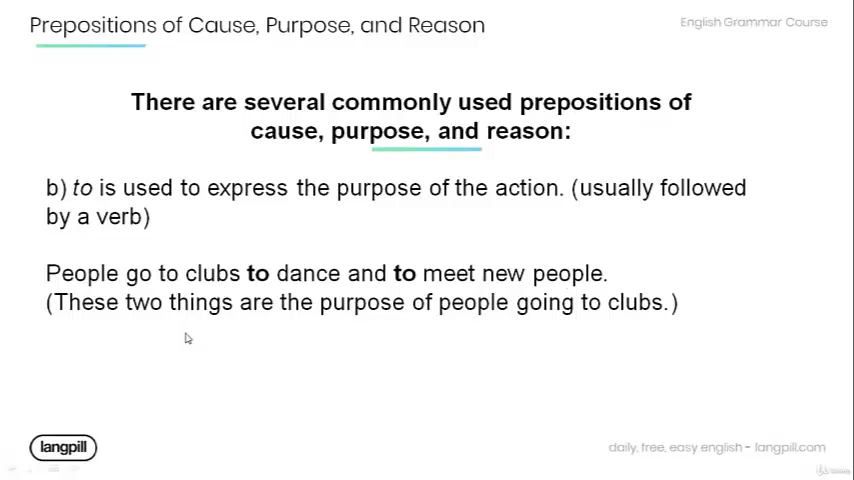 Prepositions of Cause, Purpose, and Reason
English Grammar Course
There are several commonly used prepositions of
cause, purpose, and reason:
b) to is used to express the purpose of the action. (usually followed
by a verb)
People go to clubs to dance and to meet new people.
(These two things are the purpose of people going to clubs.)
langpill
daily, free, easy english - langpill.com